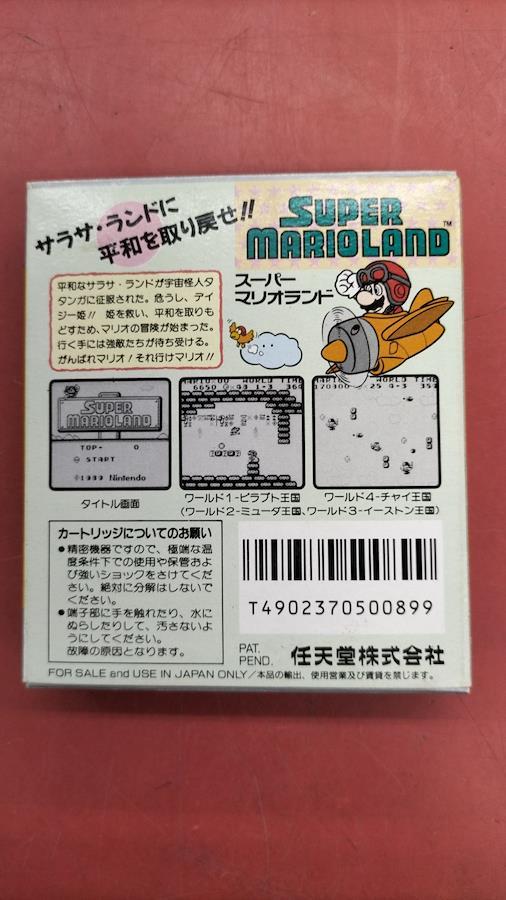 サラサ・ランドに
平和を取り戻せ!!
SUPER
MARIOLAND™
スーパー
マリオランド
平和なサラサ・ランドが宇宙怪人タ
タンガに征服された。危うし、デイ
ジー姫!! 姫を救い、平和を取りも
どすため、マリオの冒険が始まった。
行く手には強敵たちが待ち受ける。
がんばれマリオ!それ行けマリオ!!
SUPER
MARIOLAND
TOP- 0
START
©1989 Nintendo
タイトル画面
ワールド1-ピラプト王国
(ワールド2-ミューダ王国、ワールド3-イーストン王国)
ワールド4-チャイ王国
カートリッジについてのお願い
●精密機器ですので、極端な温
度条件下での使用や保管およ
び強いショックをさけてくだ
さい。絶対に分解はしないで
ください。
●端子部に手を触れたり、水に
ぬらしたりして、汚さないよ
うにしてください。
故障の原因となります。
T4902370500899
PAT.
PEND.
任天堂株式会社
FOR SALE and USE IN JAPAN ONLY/本品の輸出、使用営業及び賃貸を禁じます。